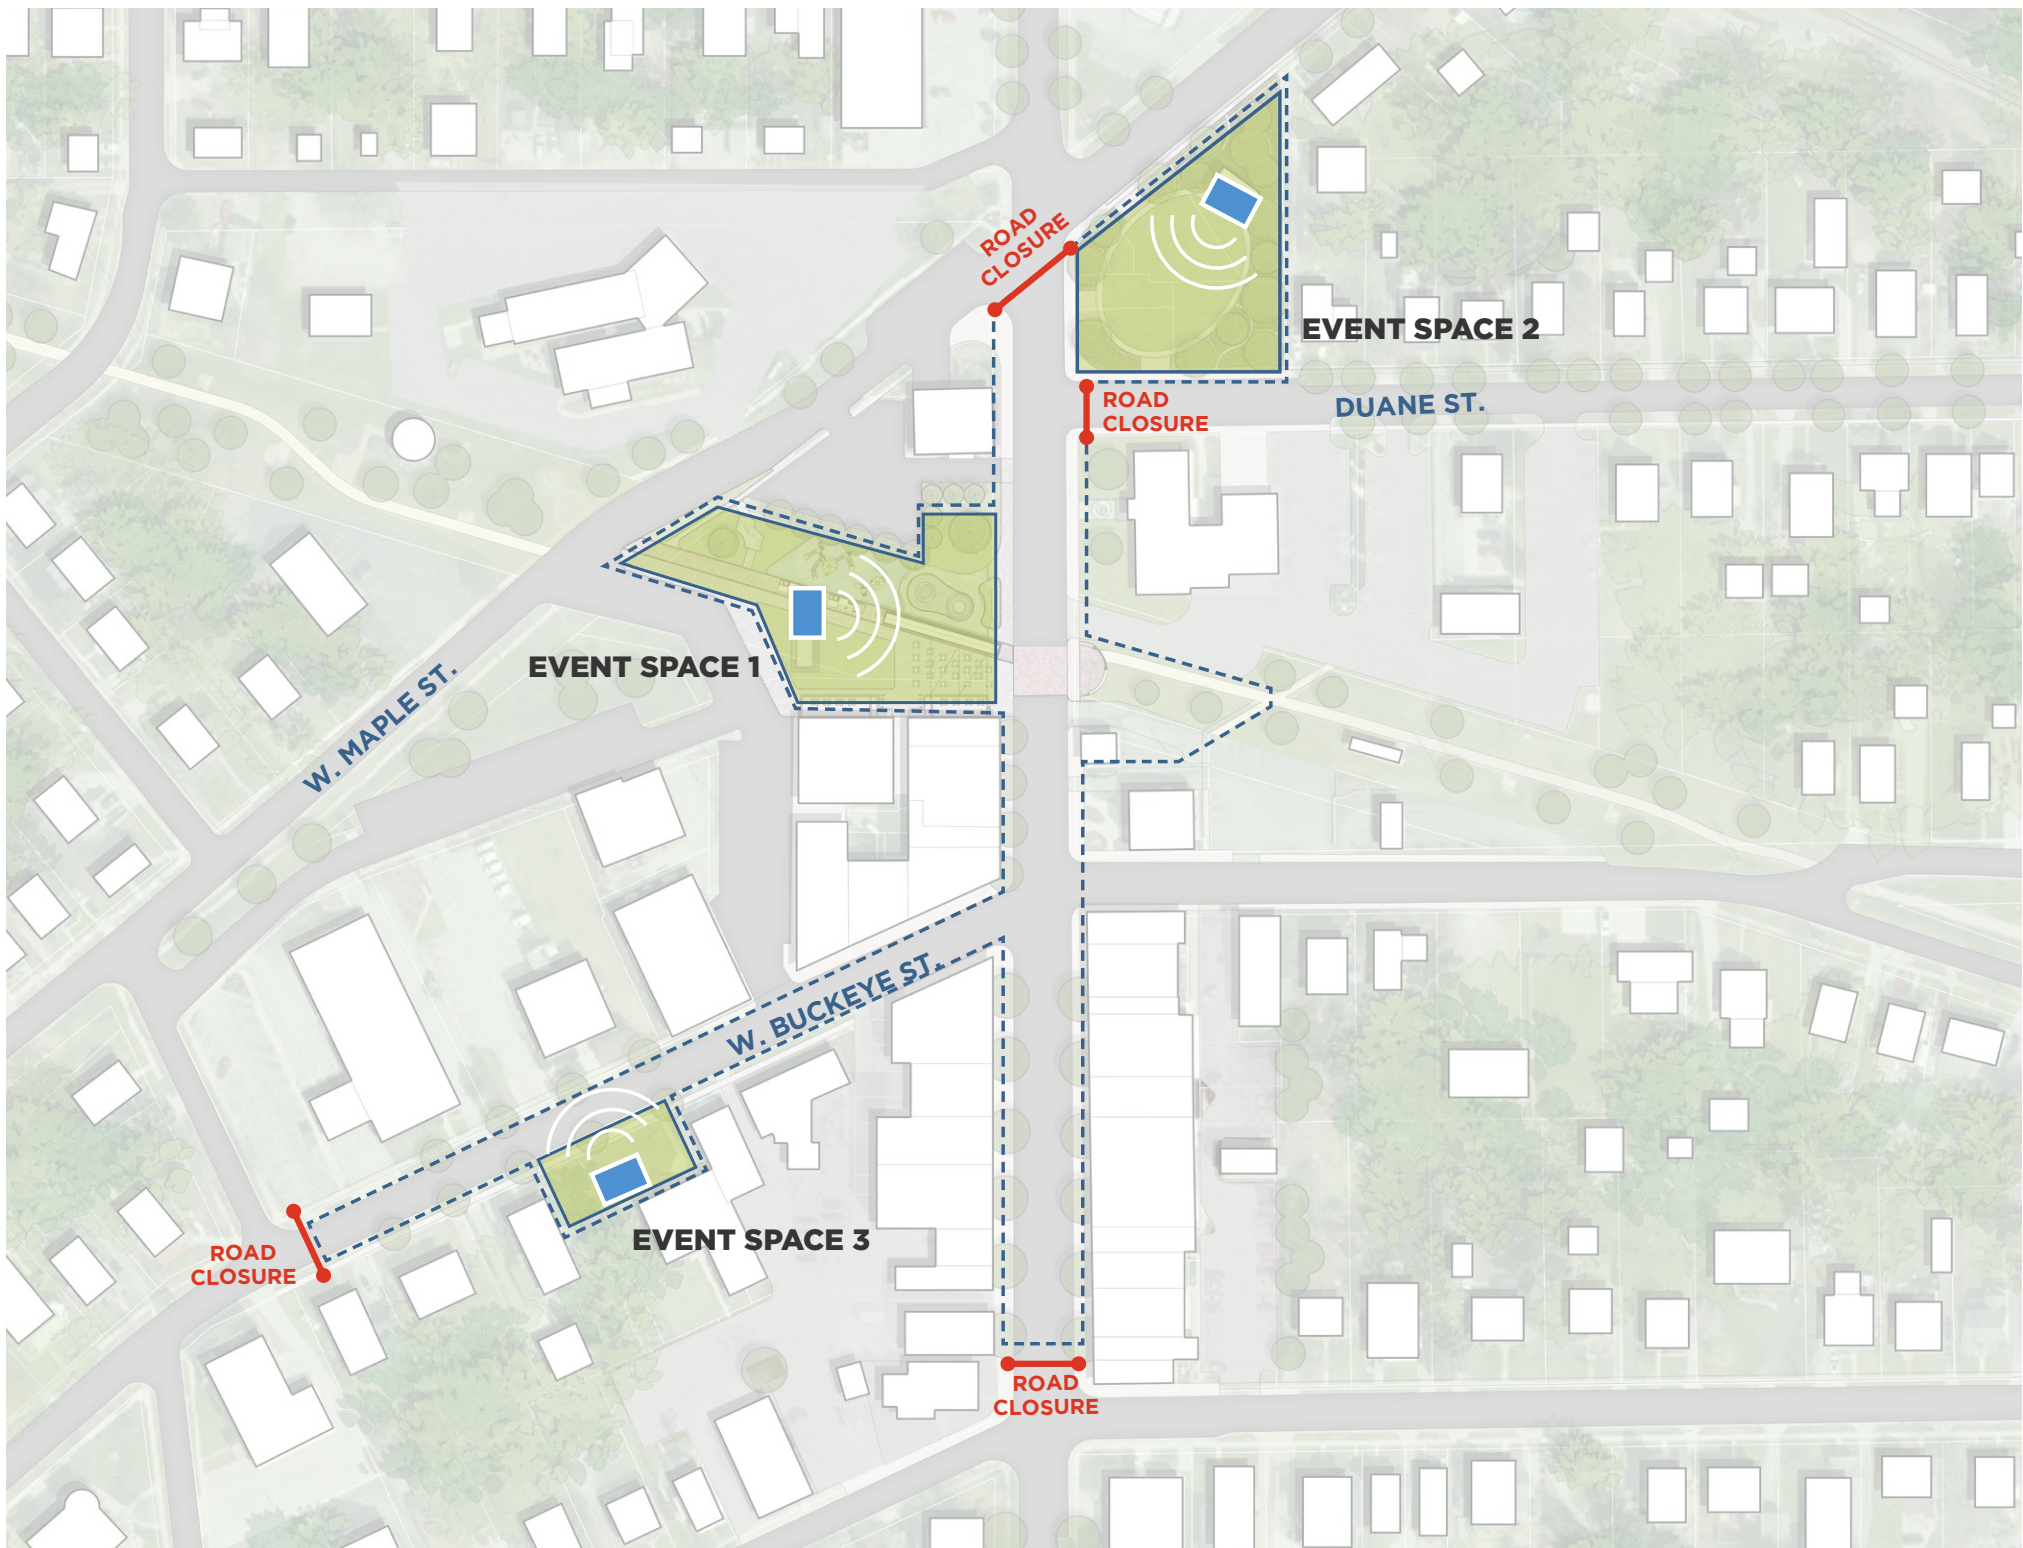 ROAD
CLOSURE
EVENT SPACE 2
ROAD
CLOSURE
DUANE ST.
EVENT SPACE 1
W. MAPLE ST.
W. BUCKEYE ST.
EVENT SPACE 3
ROAD
CLOSURE
ROAD
CLOSURE